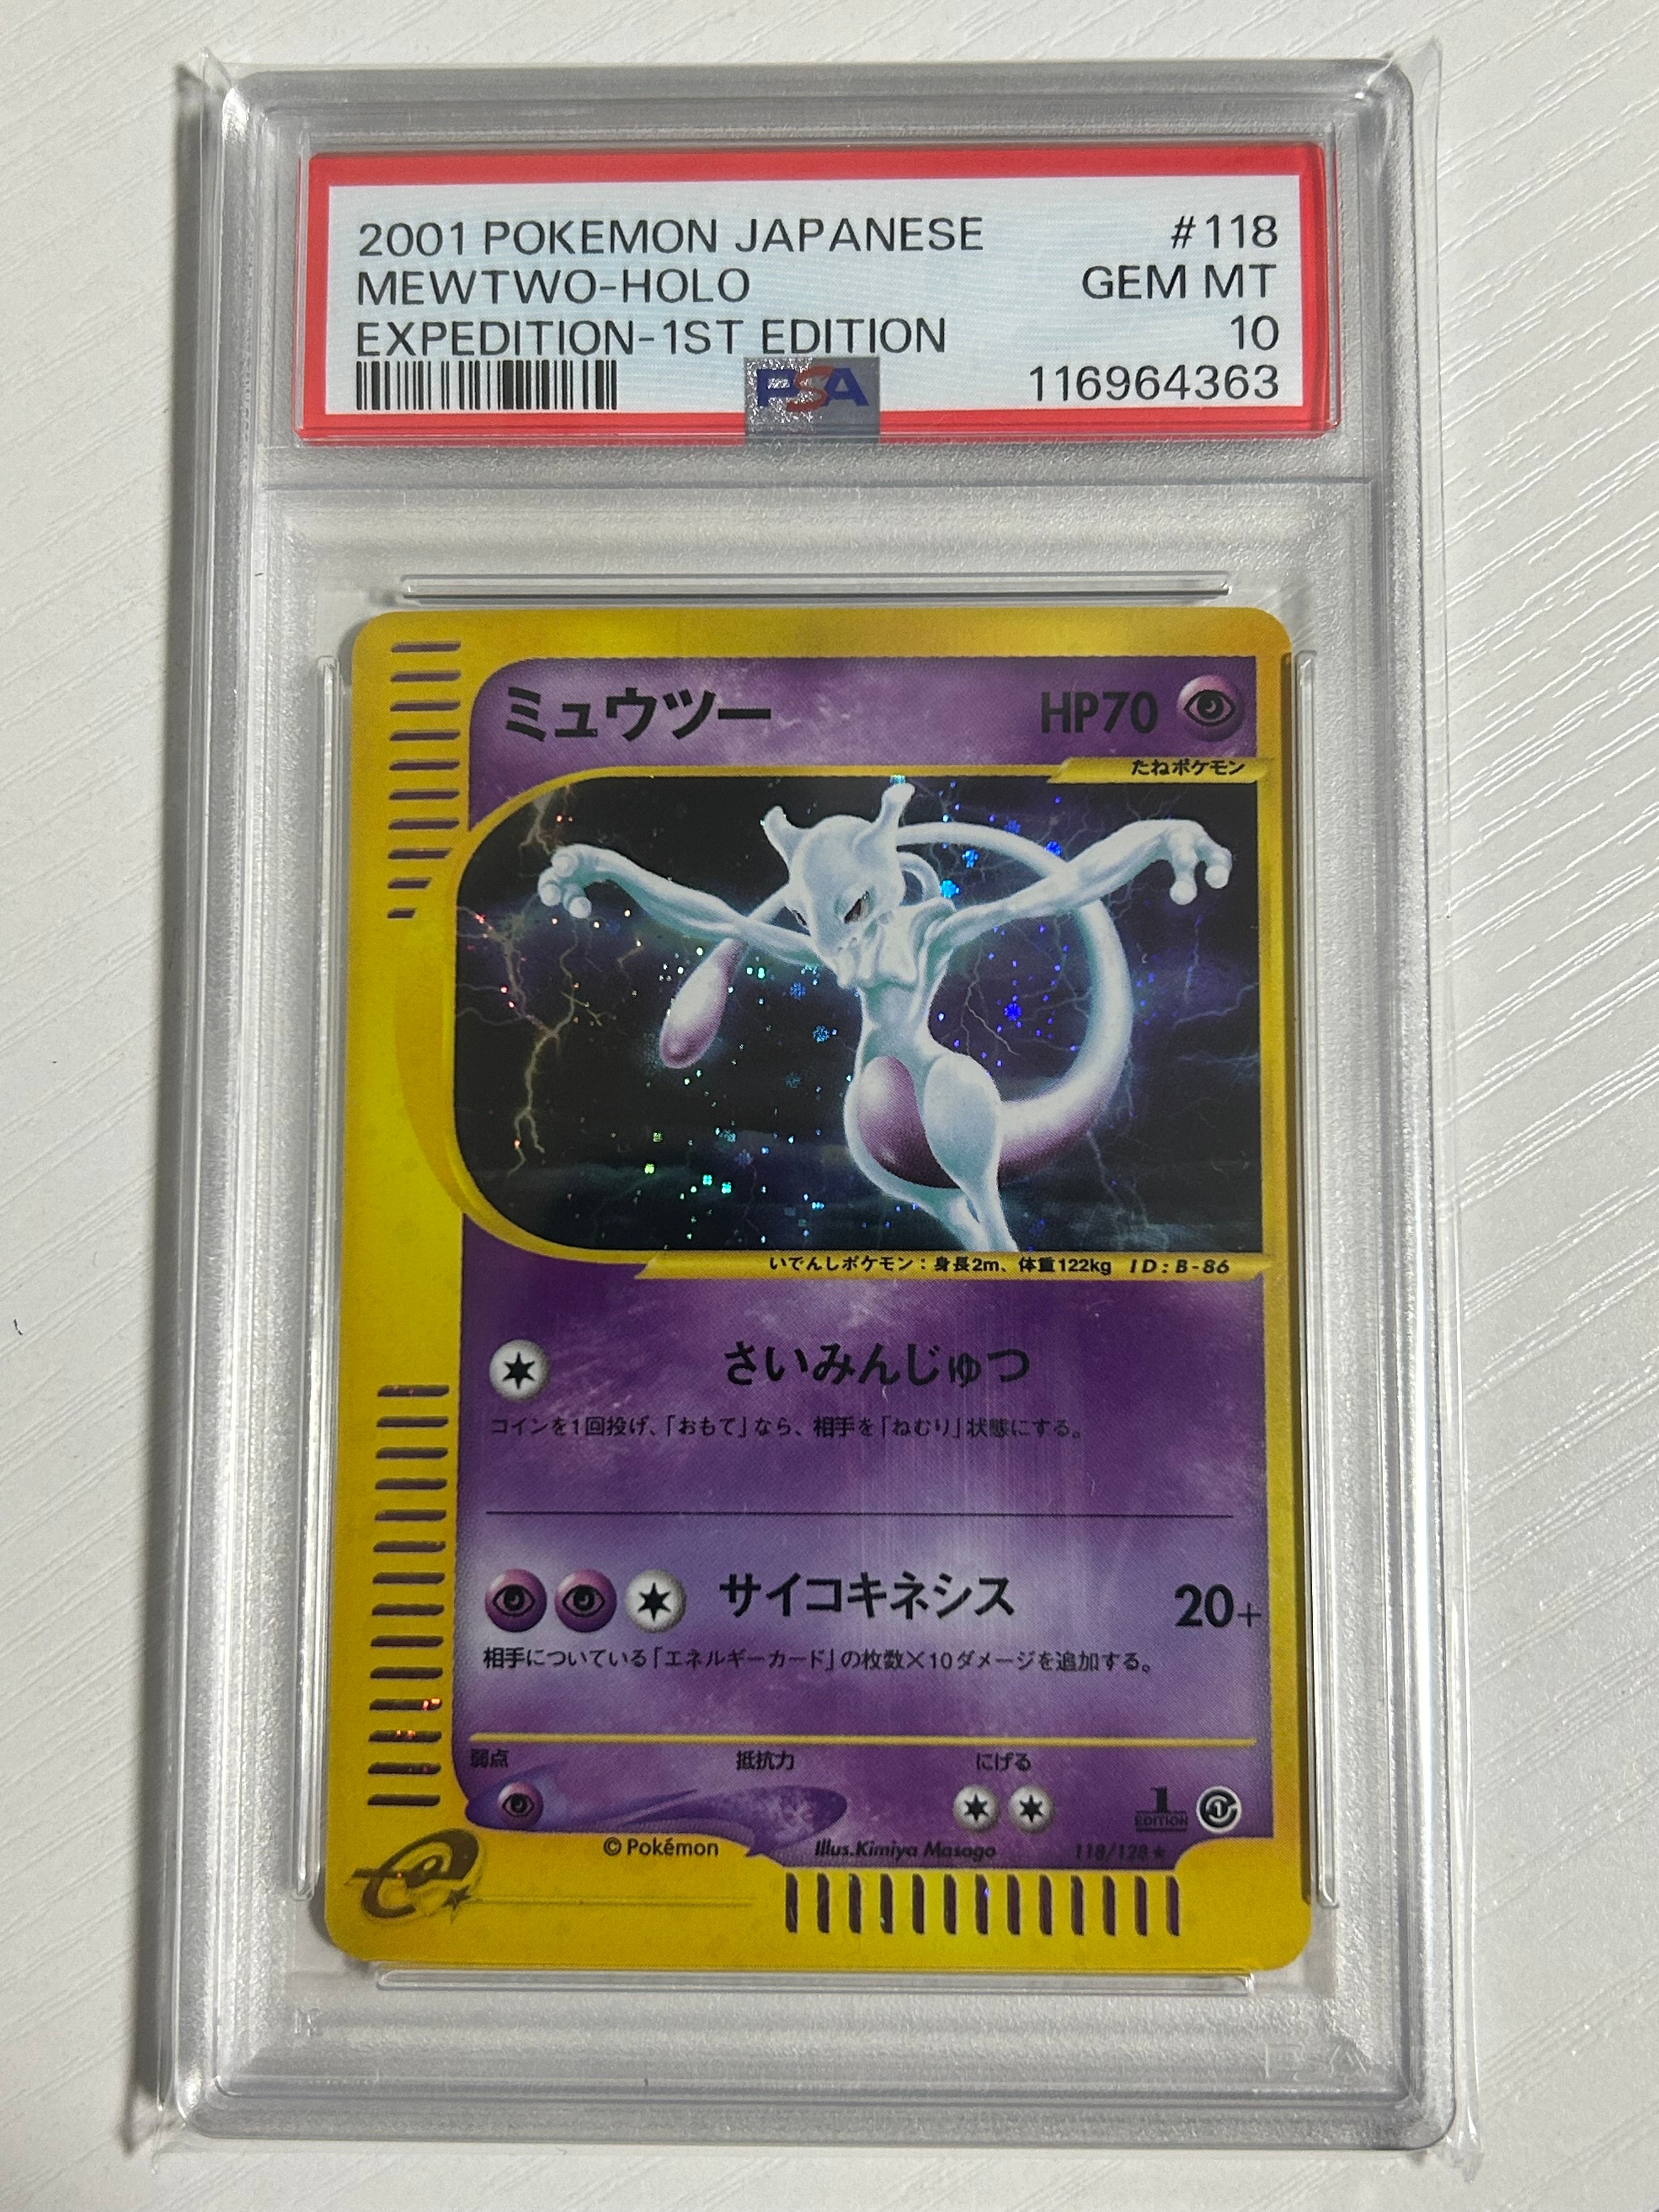 2001 POKEMON JAPANESE #118
MEWTWO-HOLO GEM MT
EXPEDITION-1ST EDITION 10
PSA 116964363
ミュウツー HP70
たねポケモン
いでんしポケモン：身長2m、体重122kg ID:B-86
さいみんじゅつ
コインを1回投げ、「おもて」なら、相手を「ねむり」状態にする。
サイコキネシス 20+
相手についている「エネルギーカード」の枚数×10ダメージを追加する。
弱点 抵抗力 にげる
1 EDITION
© Pokémon Illus.Kimiya Masago 118/128 ★
e
PSA